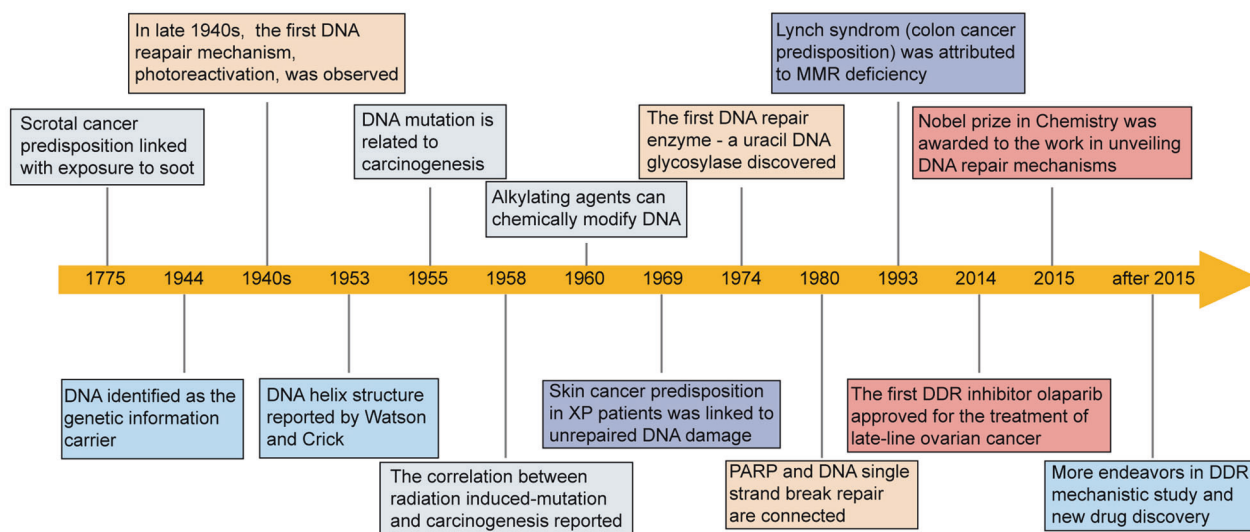 In late 1940s, the first DNA
reapair mechanism,
photoreactivation, was observed
Lynch syndrom (colon cancer
predisposition) was attributed
to MMR deficiency
Scrotal cancer
predisposition linked
with exposure to soot
DNA mutation is
related to
carcinogenesis
The first DNA repair
enzyme - a uracil DNA
glycosylase discovered
Nobel prize in Chemistry was
awarded to the work in unveiling
DNA repair mechanisms
Alkylating agents can
chemically modify DNA
1775 1944 1940s 1953 1955 1958 1960 1969 1974 1980 1993 2014 2015 after 2015
DNA identified as the
genetic information
carrier
DNA helix structure
reported by Watson
and Crick
Skin cancer predisposition
in XP patients was linked to
unrepaired DNA damage
The first DDR inhibitor olaparib
approved for the treatment of
late-line ovarian cancer
The correlation between
radiation induced-mutation
and carcinogenesis reported
PARP and DNA single
strand break repair
are connected
More endeavors in DDR
mechanistic study and
new drug discovery